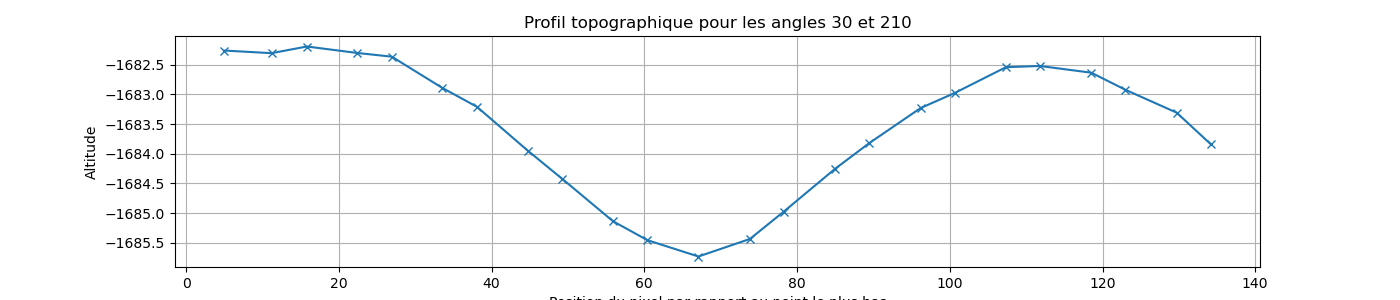 Profil topographique pour les angles 30 et 210
−1682.5
−1683.0
−1683.5
−1684.0
−1684.5
−1685.0
−1685.5
Altitude
0 20 40 60 80 100 120 140
Position du pixel par rapport au point le plus bas